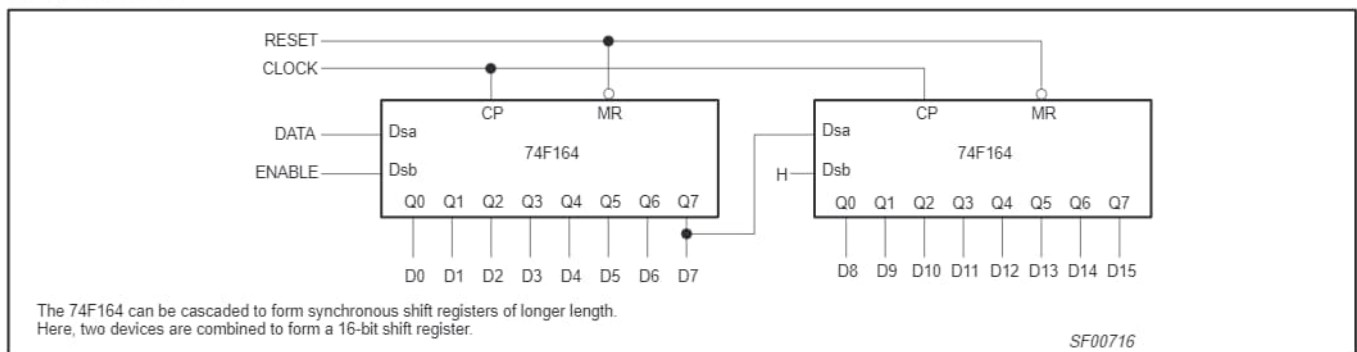 RESET
CLOCK
CP MR CP MR
DATA Dsa Dsa
74F164 74F164
ENABLE Dsb H Dsb
Q0 Q1 Q2 Q3 Q4 Q5 Q6 Q7 Q0 Q1 Q2 Q3 Q4 Q5 Q6 Q7
D0 D1 D2 D3 D4 D5 D6 D7 D8 D9 D10 D11 D12 D13 D14 D15
The 74F164 can be cascaded to form synchronous shift registers of longer length.
Here, two devices are combined to form a 16-bit shift register.
SF00716